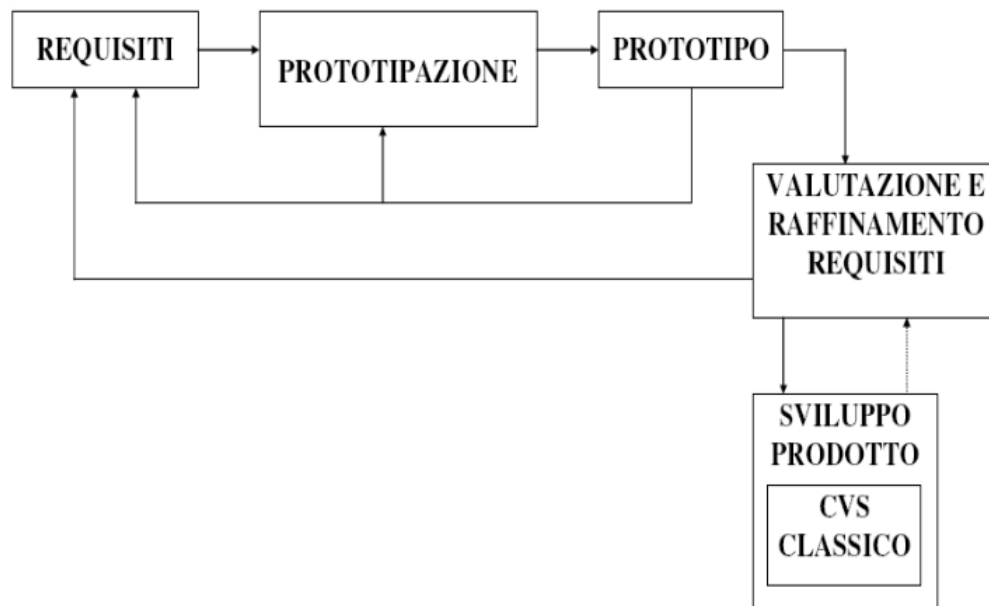 REQUISITI
PROTOTIPAZIONE
PROTOTIPO
VALUTAZIONE E
RAFFINAMENTO
REQUISITI
SVILUPPO
PRODOTTO
CVS
CLASSICO